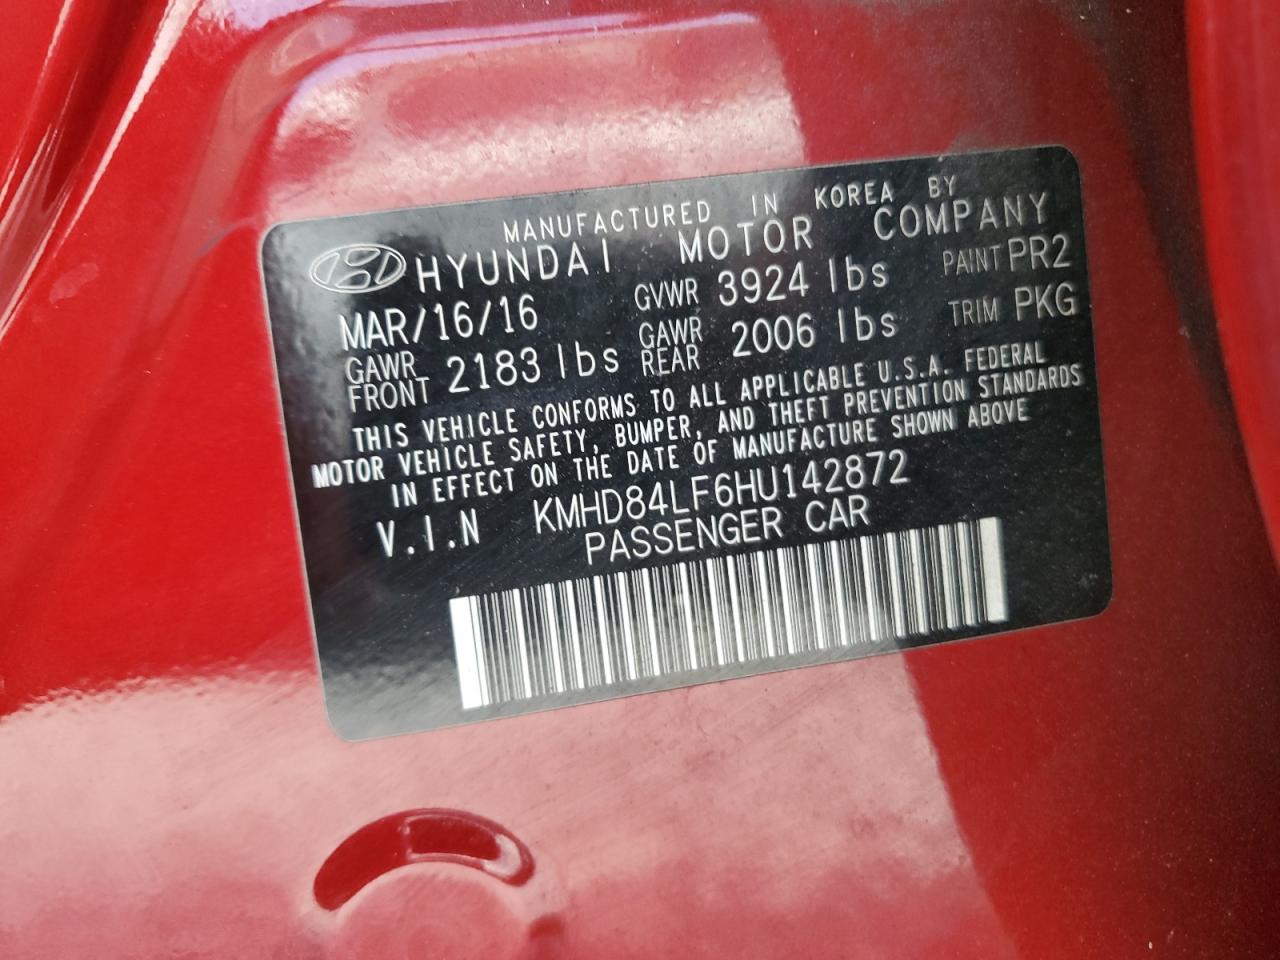 MANUFACTURED IN KOREA BY
HYUNDAI MOTOR COMPANY
MAR/16/16 GVWR 3924 lbs PAINT PR2
GAWR FRONT 2183 lbs GAWR REAR 2006 lbs TRIM PKG
THIS VEHICLE CONFORMS TO ALL APPLICABLE U.S.A. FEDERAL
MOTOR VEHICLE SAFETY, BUMPER, AND THEFT PREVENTION STANDARDS
IN EFFECT ON THE DATE OF MANUFACTURE SHOWN ABOVE
V.I.N KMHD84LF6HU142872
PASSENGER CAR